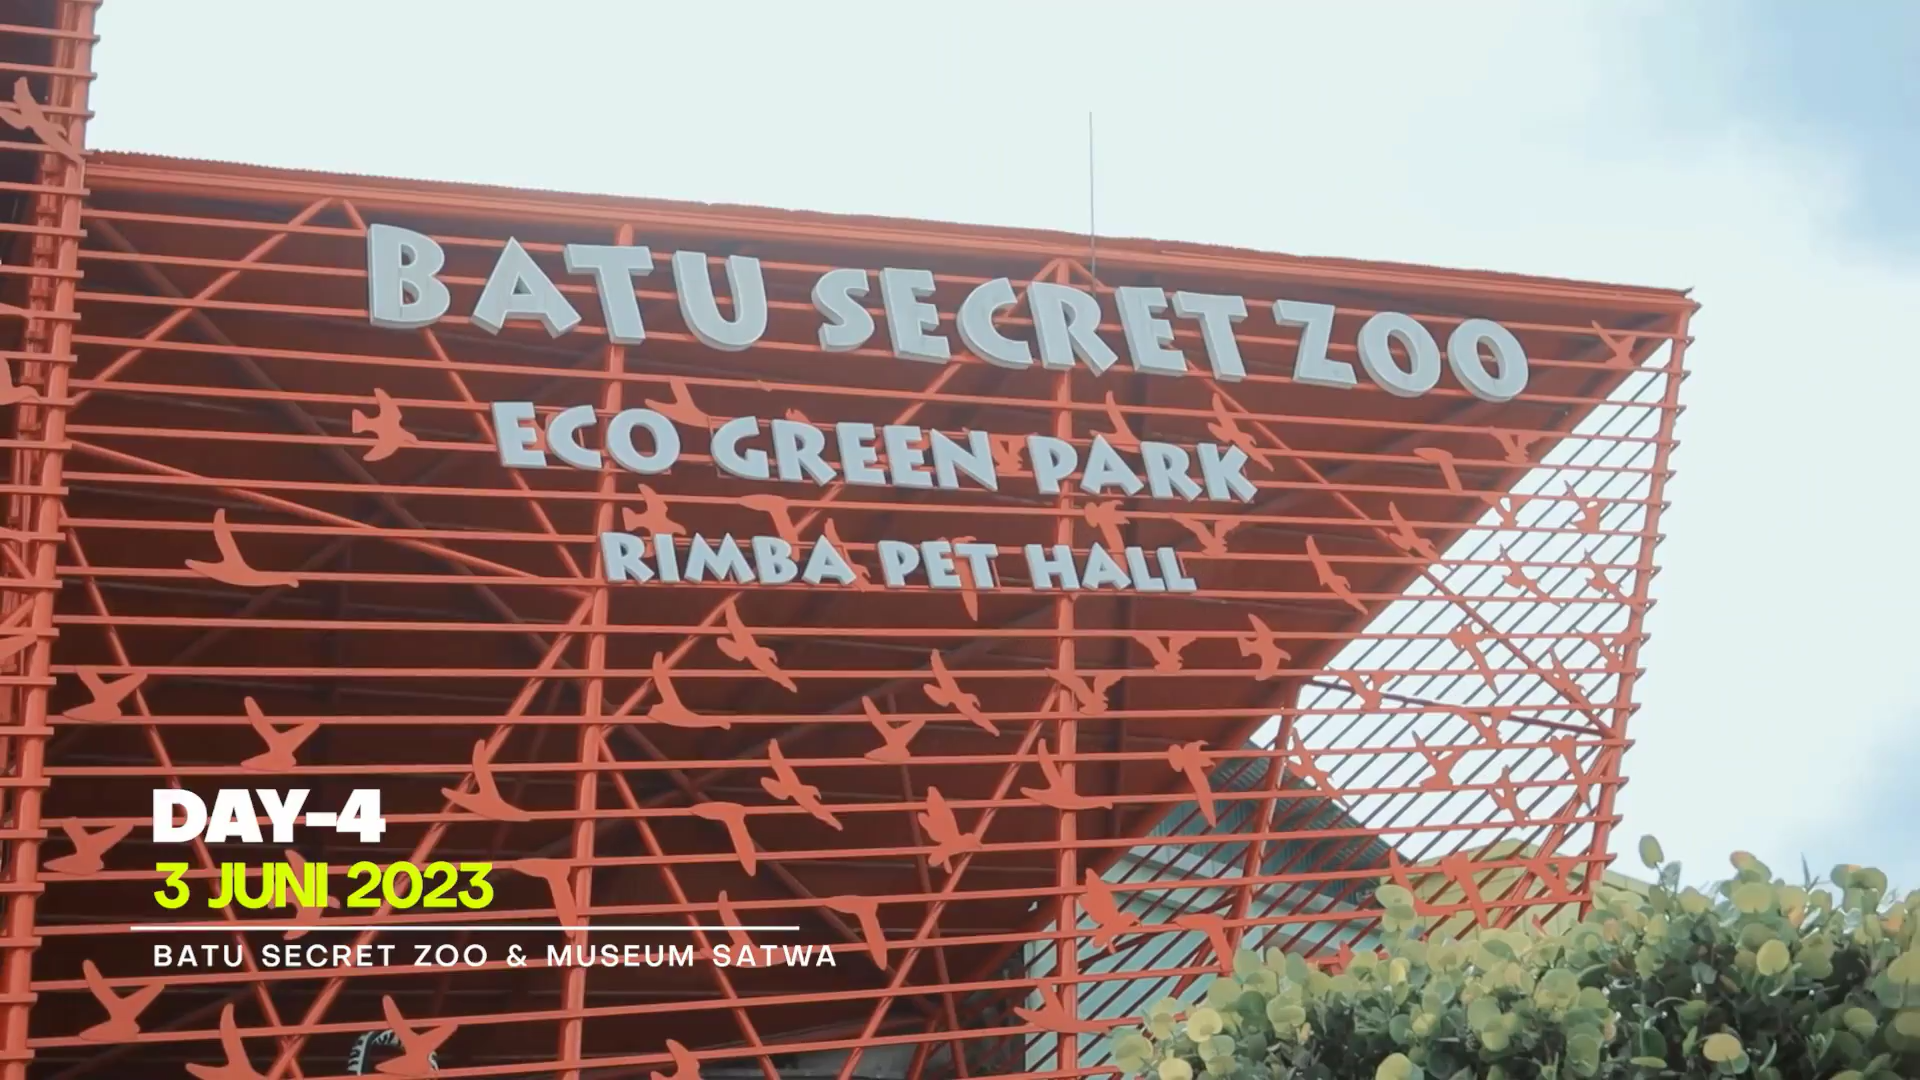 BATU SECRET ZOO
ECO GREEN PARK
RIMBA PET HALL
DAY-4
3 JUNI 2023
BATU SECRET ZOO & MUSEUM SATWA